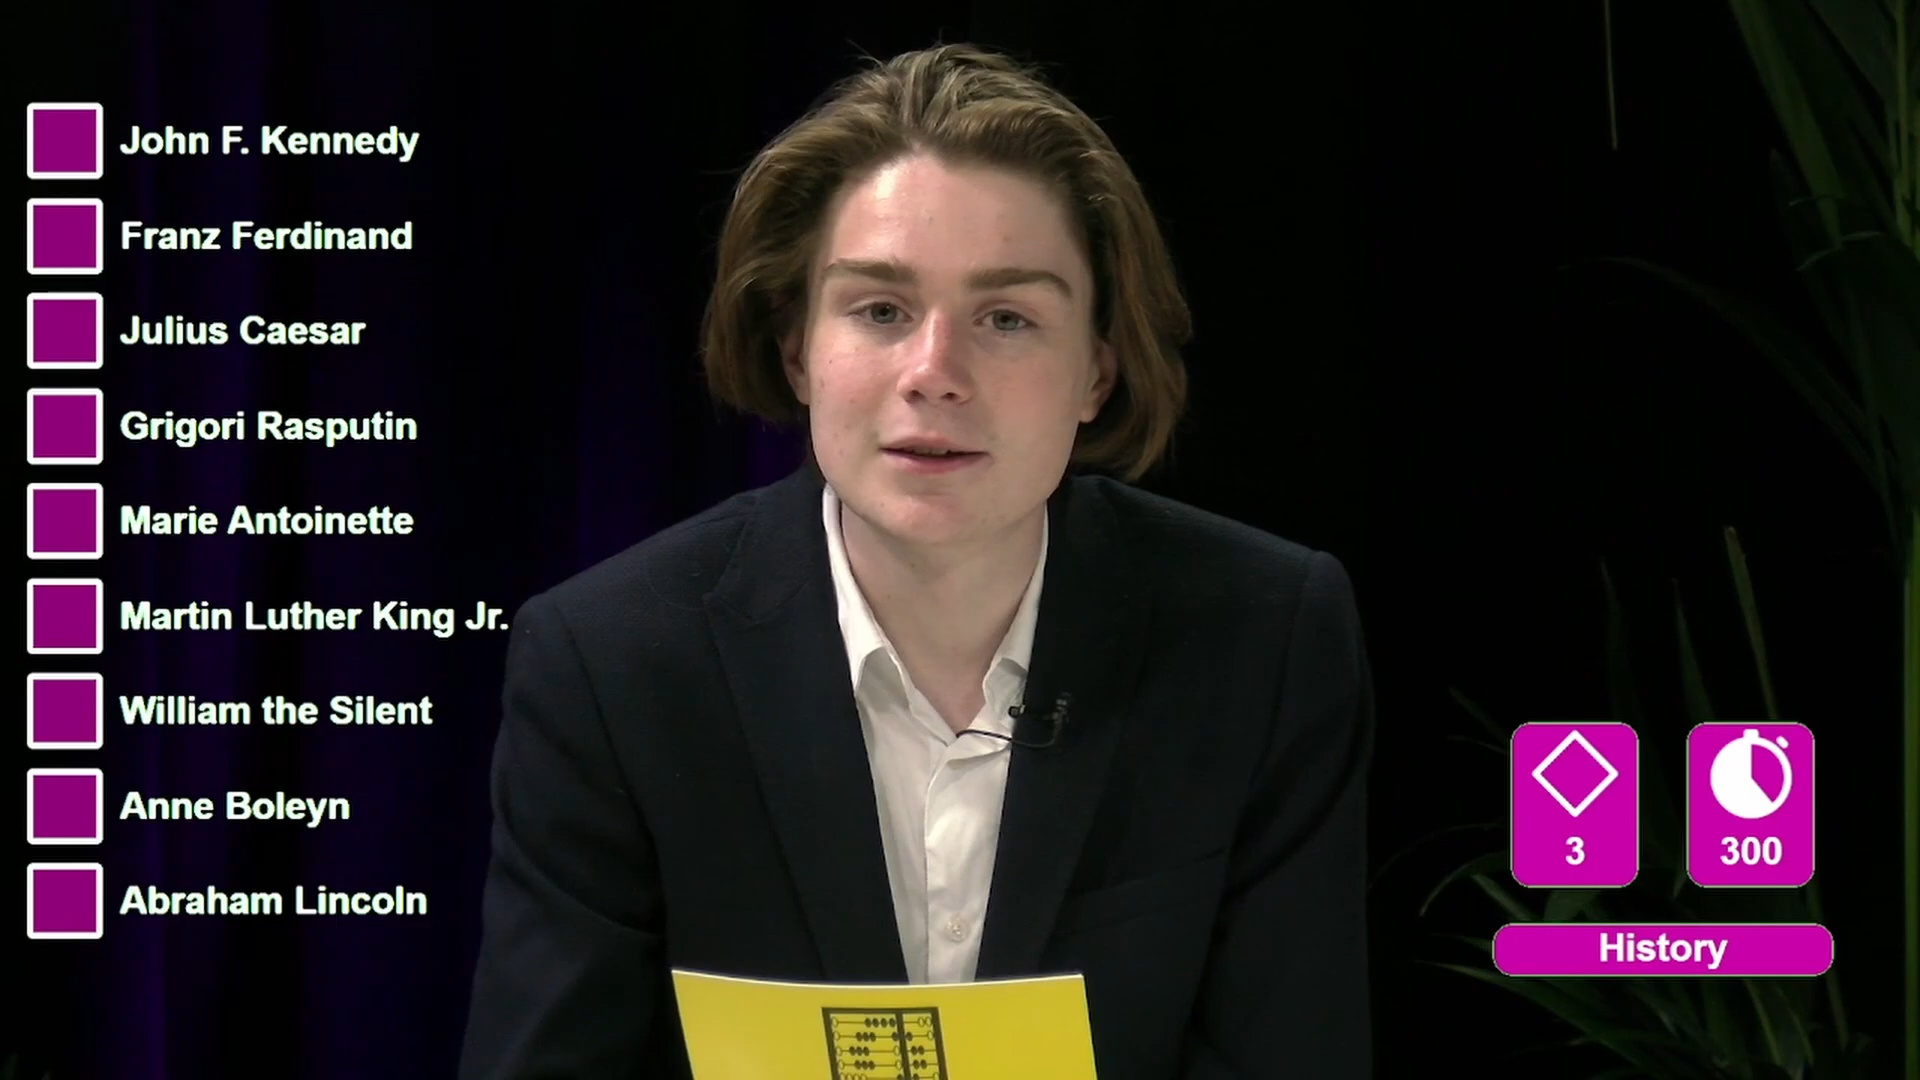 John F. Kennedy
Franz Ferdinand
Julius Caesar
Grigori Rasputin
Marie Antoinette
Martin Luther King Jr.
William the Silent
Anne Boleyn
Abraham Lincoln
3
300
History